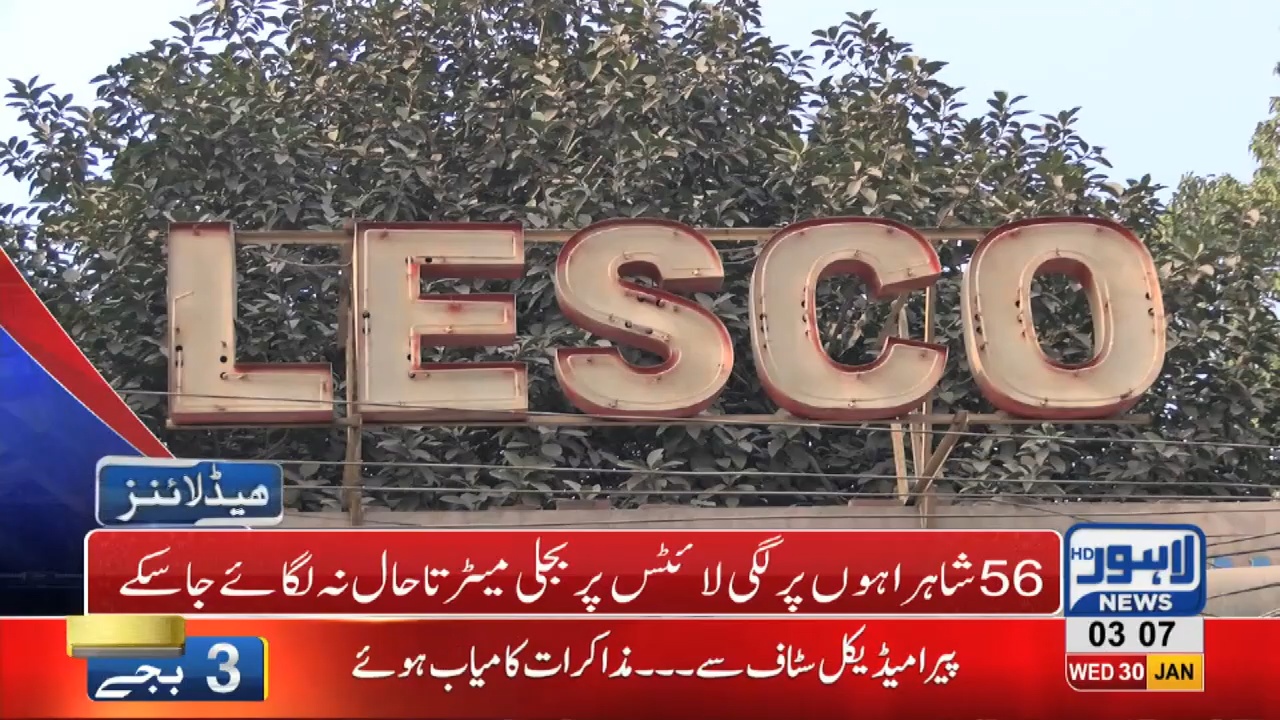 LESCO
ہیڈلائنز
56 شاہراہوں پر لگی لائٹس پر بجلی میٹر تاحال نہ لگائے جاسکے
HD
لاہور
NEWS
03 07
WED 30 JAN
3 بجے
پیرامیڈیکل سٹاف سے۔۔۔مذاکرات کامیاب ہوئے